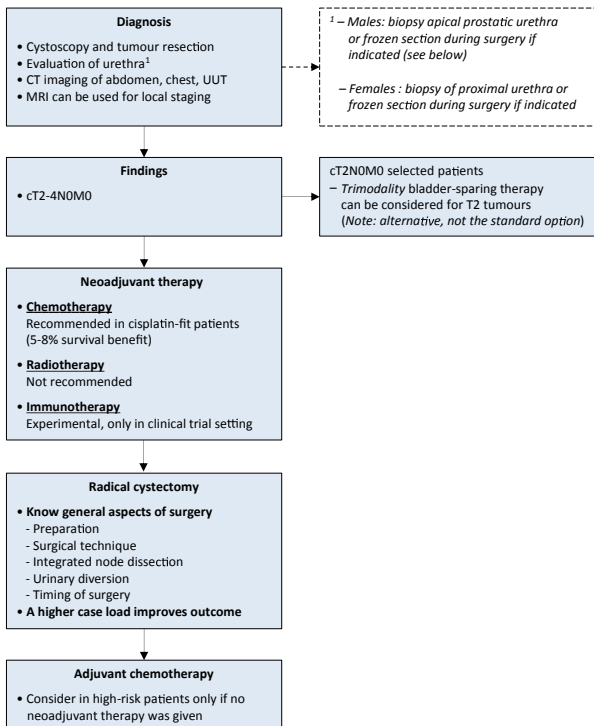 Diagnosis
• Cystoscopy and tumour resection
• Evaluation of urethra¹
• CT imaging of abdomen, chest, UUT
• MRI can be used for local staging
¹ – Males: biopsy apical prostatic urethra
or frozen section during surgery if
indicated (see below)
– Females : biopsy of proximal urethra or
frozen section during surgery if indicated
Findings
• cT2-4N0M0
cT2N0M0 selected patients
– Trimodality bladder-sparing therapy
can be considered for T2 tumours
(Note: alternative, not the standard option)
Neoadjuvant therapy
• Chemotherapy
Recommended in cisplatin-fit patients
(5-8% survival benefit)
• Radiotherapy
Not recommended
• Immunotherapy
Experimental, only in clinical trial setting
Radical cystectomy
• Know general aspects of surgery
- Preparation
- Surgical technique
- Integrated node dissection
- Urinary diversion
- Timing of surgery
• A higher case load improves outcome
Adjuvant chemotherapy
• Consider in high-risk patients only if no
neoadjuvant therapy was given